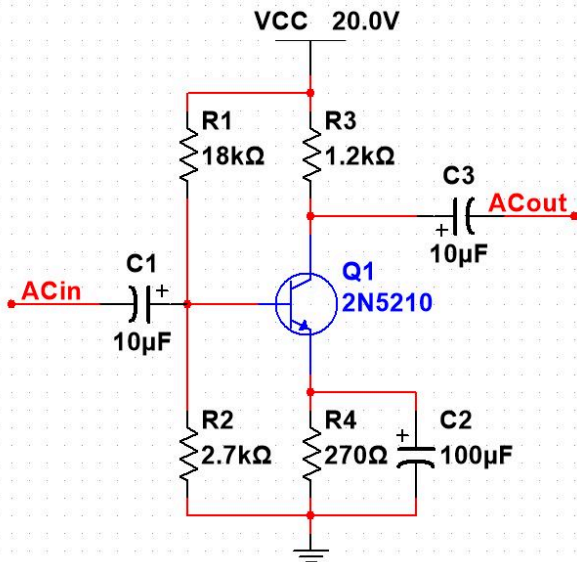 VCC 20.0V
R1
18kΩ
R3
1.2kΩ
C3
+
10µF
ACout
ACin
C1
+
10µF
Q1
2N5210
R2
2.7kΩ
R4
270Ω
C2
+
100µF